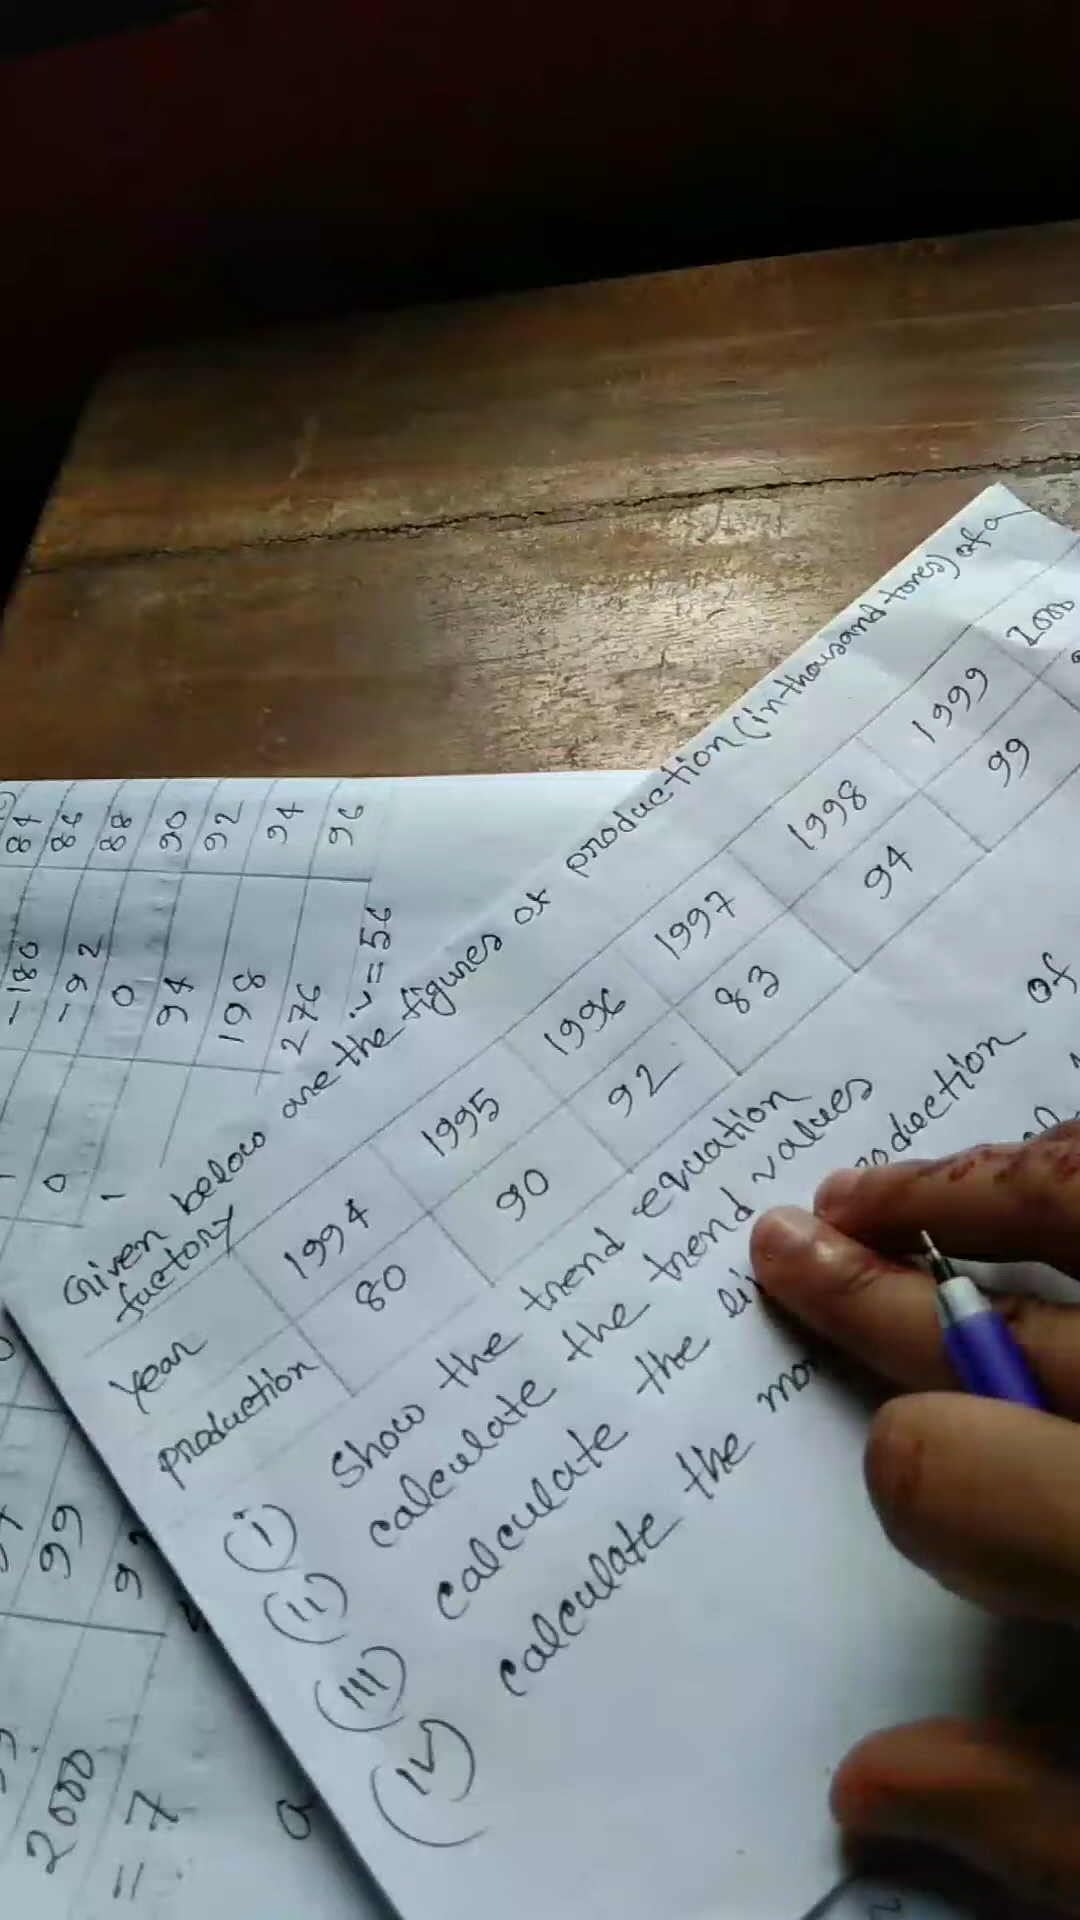 Given below are the figures of production (in thousand tones) of a
factory
Year 1994 1995 1996 1997 1998 1999 2000
production 80 90 92 83 94 99
(i) Show the trend equation
(ii) calculate the trend values
(iii) calculate the production of
(iv) calculate the
84 86 88 90 92 94 96
-180 -92 0 94 198 276
= 56
0 1
99
2000
= 7
a